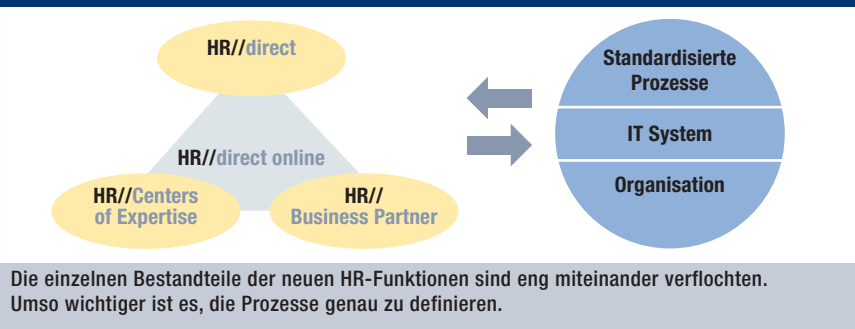 HR//direct
HR//direct online
HR//Centers
of Expertise
HR//
Business Partner
Standardisierte
Prozesse
IT System
Organisation
Die einzelnen Bestandteile der neuen HR-Funktionen sind eng miteinander verflochten.
Umso wichtiger ist es, die Prozesse genau zu definieren.